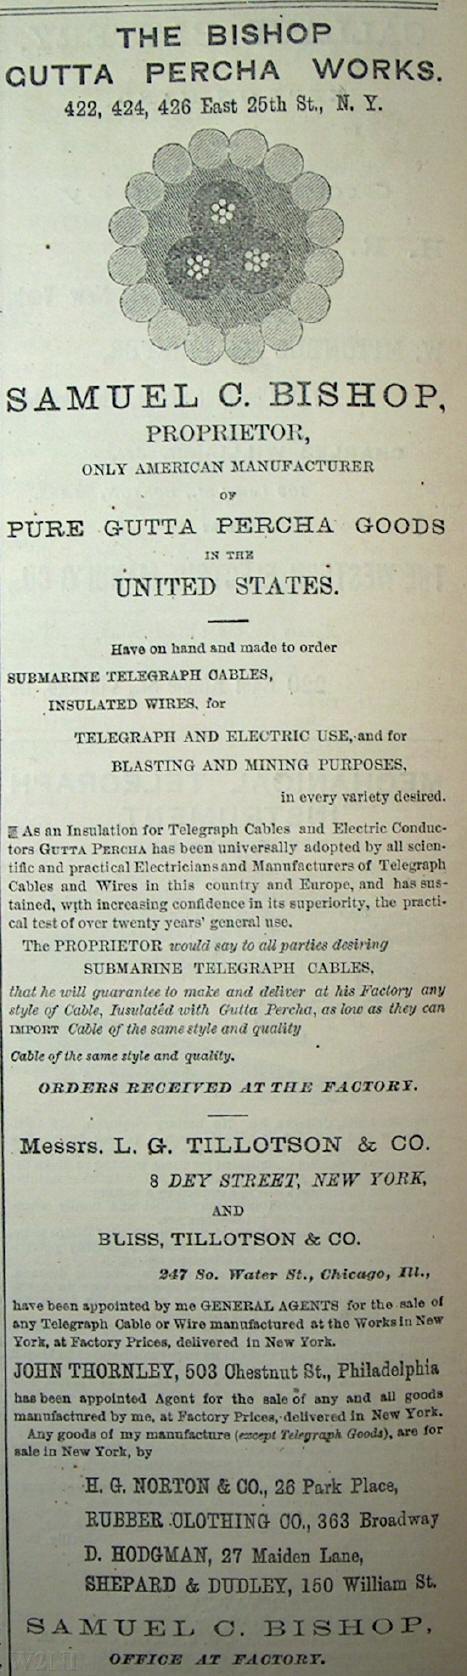 THE BISHOP
GUTTA PERCHA WORKS.
422, 424, 426 East 25th St., N. Y.
SAMUEL C. BISHOP,
PROPRIETOR,
ONLY AMERICAN MANUFACTURER
OF
PURE GUTTA PERCHA GOODS
IN THE
UNITED STATES.
Have on hand and made to order
SUBMARINE TELEGRAPH CABLES,
INSULATED WIRES, for
TELEGRAPH AND ELECTRIC USE, and for
BLASTING AND MINING PURPOSES,
in every variety desired.
As an Insulation for Telegraph Cables and Electric Conduc-
tors GUTTA PERCHA has been universally adopted by all scien-
tific and practical Electricians and Manufacturers of Telegraph
Cables and Wires in this country and Europe, and has sus-
tained, with increasing confidence in its superiority, the practi-
cal test of over twenty years' general use.
The PROPRIETOR would say to all parties desiring
SUBMARINE TELEGRAPH CABLES,
that he will guarantee to make and deliver at his Factory any
style of Cable, Insulated with Gutta Percha, as low as they can
IMPORT Cable of the same style and quality
Cable of the same style and quality.
ORDERS RECEIVED AT THE FACTORY.
Messrs. L. G. TILLOTSON & CO.
8 DEY STREET, NEW YORK,
AND
BLISS, TILLOTSON & CO.
247 So. Water St., Chicago, Ill.,
have been appointed by me GENERAL AGENTS for the sale of
any Telegraph Cable or Wire manufactured at the Works in New
York, at Factory Prices, delivered in New York.
JOHN THORNLEY, 503 Chestnut St., Philadelphia
has been appointed Agent for the sale of any and all goods
manufactured by me, at Factory Prices, delivered in New York.
Any goods of my manufacture (except Telegraph Goods), are for
sale in New York, by
H. G. NORTON & CO., 26 Park Place,
RUBBER CLOTHING CO., 363 Broadway
D. HODGMAN, 27 Maiden Lane,
SHEPARD & DUDLEY, 150 William St.
SAMUEL C. BISHOP,
OFFICE AT FACTORY.